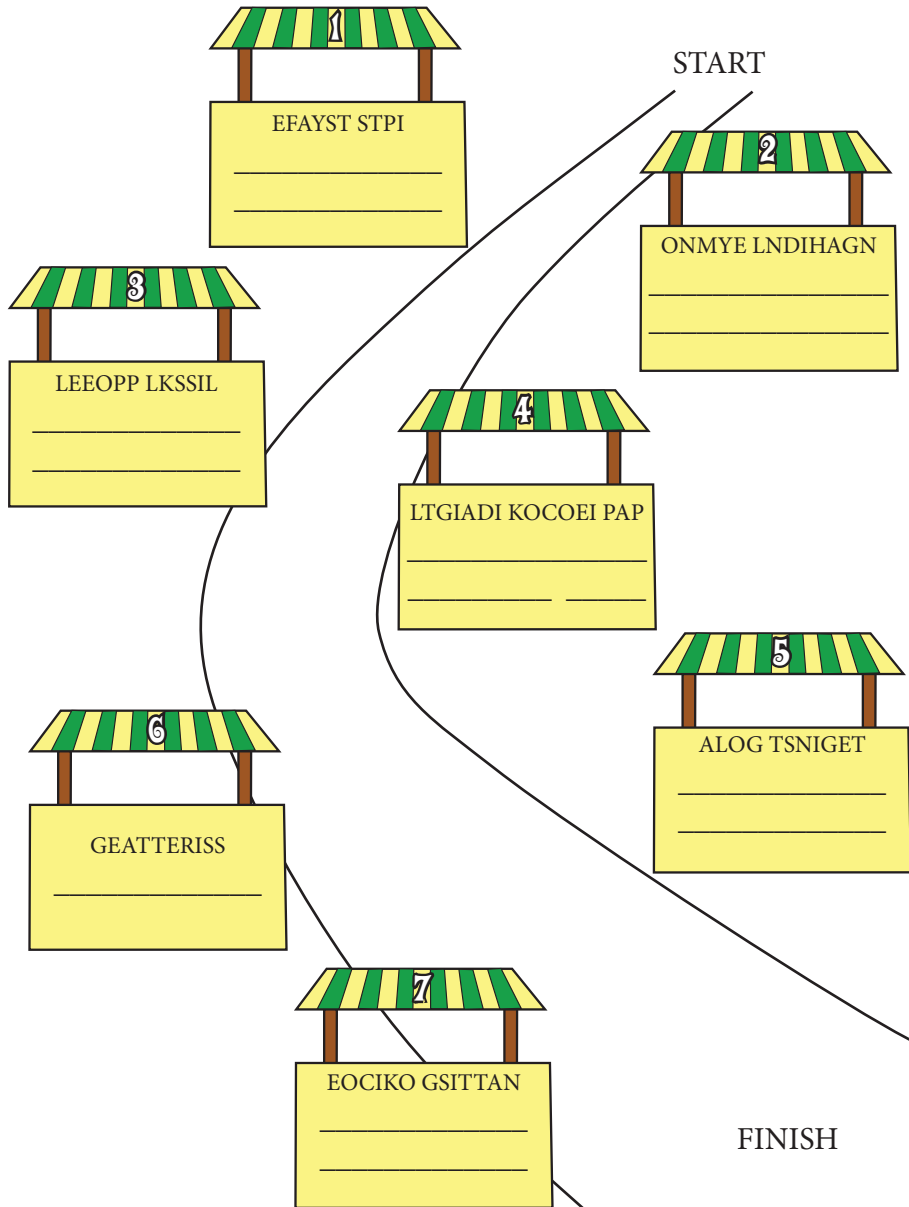 1
EFAYST STPI
START
2
ONMYE LNDIHAGN
3
LEEOPP LKSSIL
4
LTGIADI KOCOEI PAP
5
ALOG TSNIGET
6
GEATTERISS
7
EOCIKO GSITTAN
FINISH